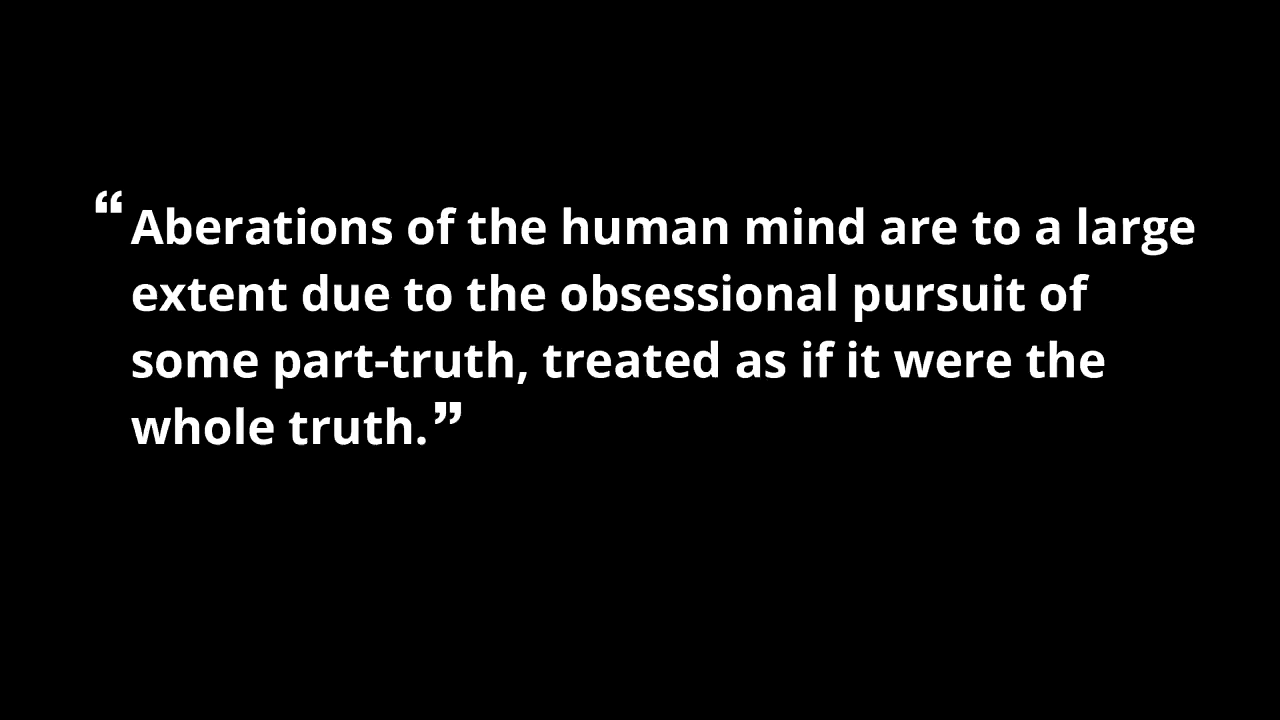 “Aberations of the human mind are to a large
extent due to the obsessional pursuit of
some part-truth, treated as if it were the
whole truth.”